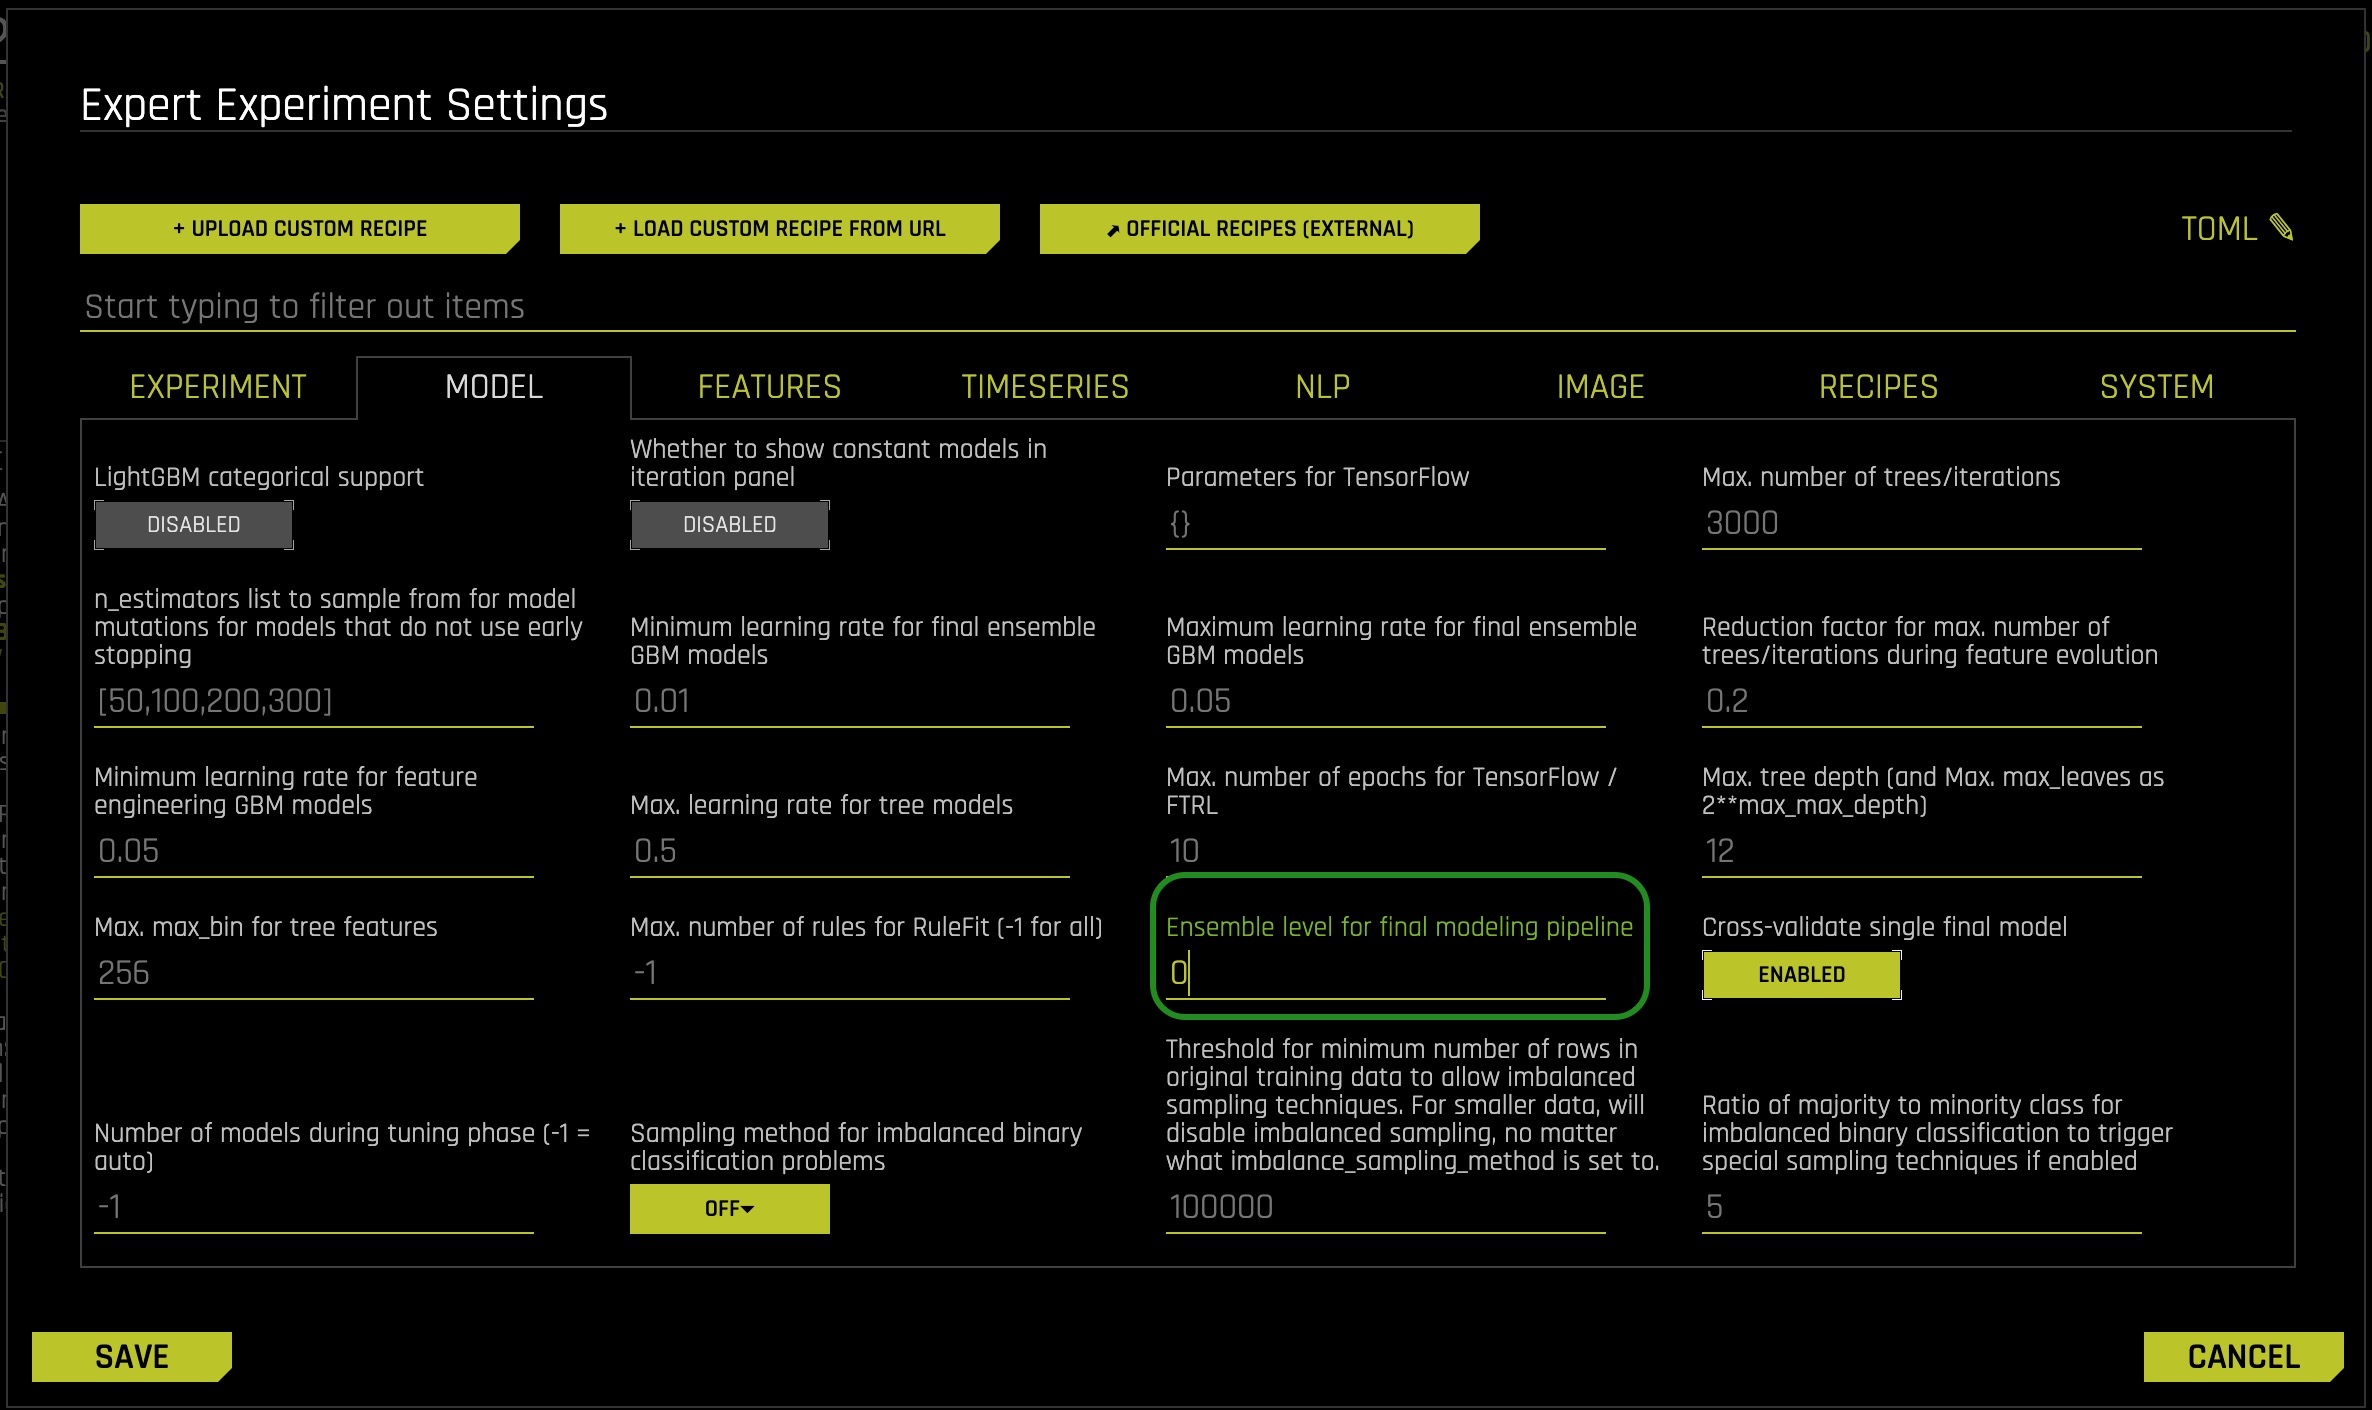 Expert Experiment Settings
+ UPLOAD CUSTOM RECIPE
+ LOAD CUSTOM RECIPE FROM URL
OFFICIAL RECIPES (EXTERNAL)
TOML
Start typing to filter out items
EXPERIMENT
MODEL
FEATURES
TIMESERIES
NLP
IMAGE
RECIPES
SYSTEM
LightGBM categorical support
DISABLED
Whether to show constant models in
iteration panel
DISABLED
Parameters for TensorFlow
{}
Max. number of trees/iterations
3000
n_estimators list to sample from for model
mutations for models that do not use early
stopping
[50,100,200,300]
Minimum learning rate for final ensemble
GBM models
0.01
Maximum learning rate for final ensemble
GBM models
0.05
Reduction factor for max. number of
trees/iterations during feature evolution
0.2
Minimum learning rate for feature
engineering GBM models
0.05
Max. learning rate for tree models
0.5
Max. number of epochs for TensorFlow /
FTRL
10
Max. tree depth (and Max. max_leaves as
2**max_max_depth)
12
Max. max_bin for tree features
256
Max. number of rules for RuleFit (-1 for all)
-1
Ensemble level for final modeling pipeline
0
Cross-validate single final model
ENABLED
Number of models during tuning phase (-1 =
auto)
-1
Sampling method for imbalanced binary
classification problems
OFF
Threshold for minimum number of rows in
original training data to allow imbalanced
sampling techniques. For smaller data, will
disable imbalanced sampling, no matter
what imbalance_sampling_method is set to.
100000
Ratio of majority to minority class for
imbalanced binary classification to trigger
special sampling techniques if enabled
5
SAVE
CANCEL